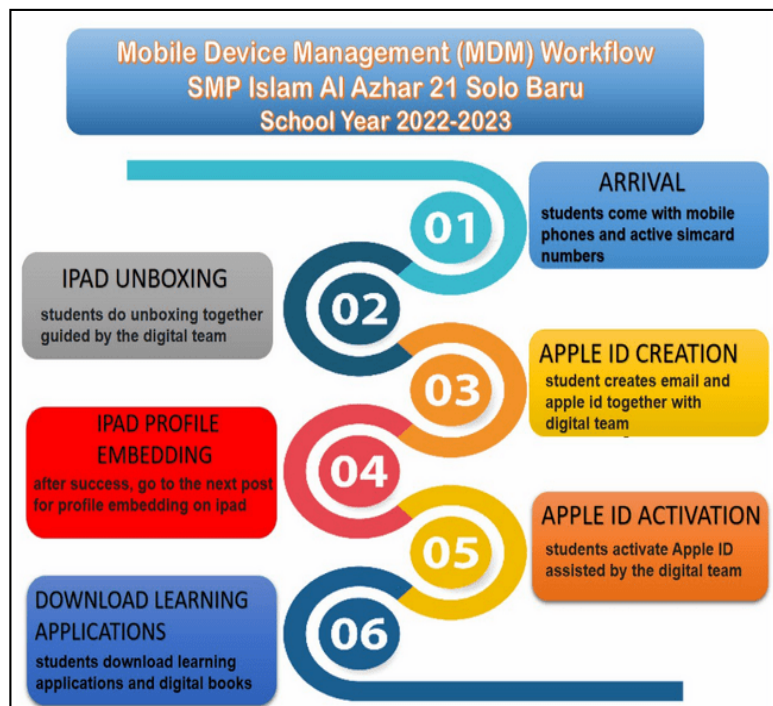 Mobile Device Management (MDM) Workflow
SMP Islam Al Azhar 21 Solo Baru
School Year 2022-2023
01
ARRIVAL
students come with mobile
phones and active simcard
numbers
02
IPAD UNBOXING
students do unboxing together
guided by the digital team
03
APPLE ID CREATION
student creates email and
apple id together with
digital team
04
IPAD PROFILE
EMBEDDING
after success, go to the next post
for profile embedding on ipad
05
APPLE ID ACTIVATION
students activate Apple ID
assisted by the digital team
06
DOWNLOAD LEARNING
APPLICATIONS
students download learning
applications and digital books